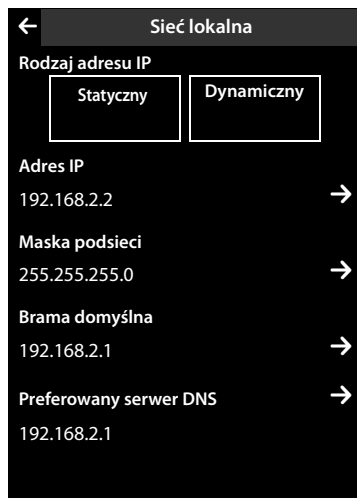 Sieć lokalna
Rodzaj adresu IP
Statyczny Dynamiczny
Adres IP
192.168.2.2
Maska podsieci
255.255.255.0
Brama domyślna
192.168.2.1
Preferowany serwer DNS
192.168.2.1